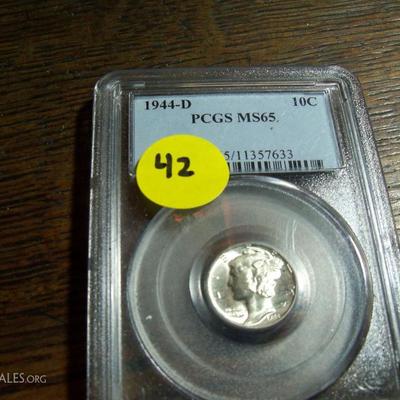 1944-D 10C
PCGS MS65
42
5/11357633
ALES.ORG